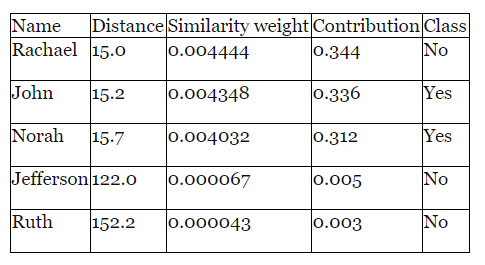 Name Distance Similarity weight Contribution Class
Rachael 15.0 0.004444 0.344 No
John 15.2 0.004348 0.336 Yes
Norah 15.7 0.004032 0.312 Yes
Jefferson 122.0 0.000067 0.005 No
Ruth 152.2 0.000043 0.003 No